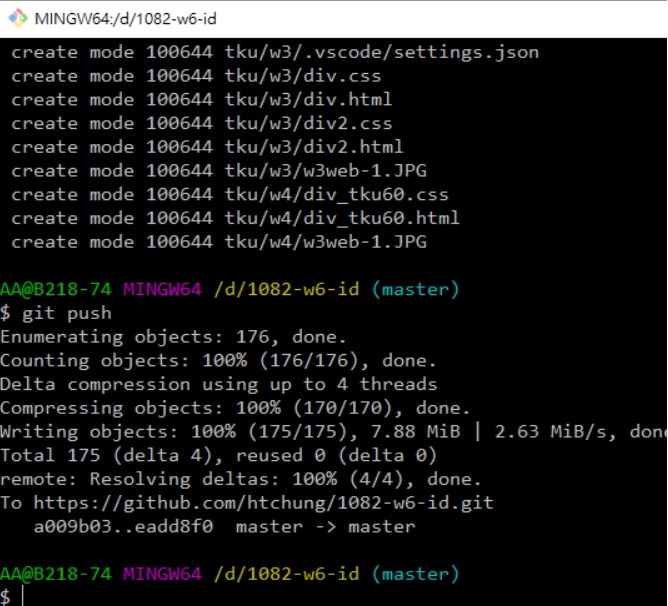 MINGW64:/d/1082-w6-id
create mode 100644 tku/w3/.vscode/settings.json
create mode 100644 tku/w3/div.css
create mode 100644 tku/w3/div.html
create mode 100644 tku/w3/div2.css
create mode 100644 tku/w3/div2.html
create mode 100644 tku/w3/w3web-1.JPG
create mode 100644 tku/w4/div_tku60.css
create mode 100644 tku/w4/div_tku60.html
create mode 100644 tku/w4/w3web-1.JPG
AA@B218-74 MINGW64 /d/1082-w6-id (master)
$ git push
Enumerating objects: 176, done.
Counting objects: 100% (176/176), done.
Delta compression using up to 4 threads
Compressing objects: 100% (170/170), done.
Writing objects: 100% (175/175), 7.88 MiB | 2.63 MiB/s, done
Total 175 (delta 4), reused 0 (delta 0)
remote: Resolving deltas: 100% (4/4), done.
To https://github.com/htchung/1082-w6-id.git
a009b03..eadd8f0 master -> master
AA@B218-74 MINGW64 /d/1082-w6-id (master)
$